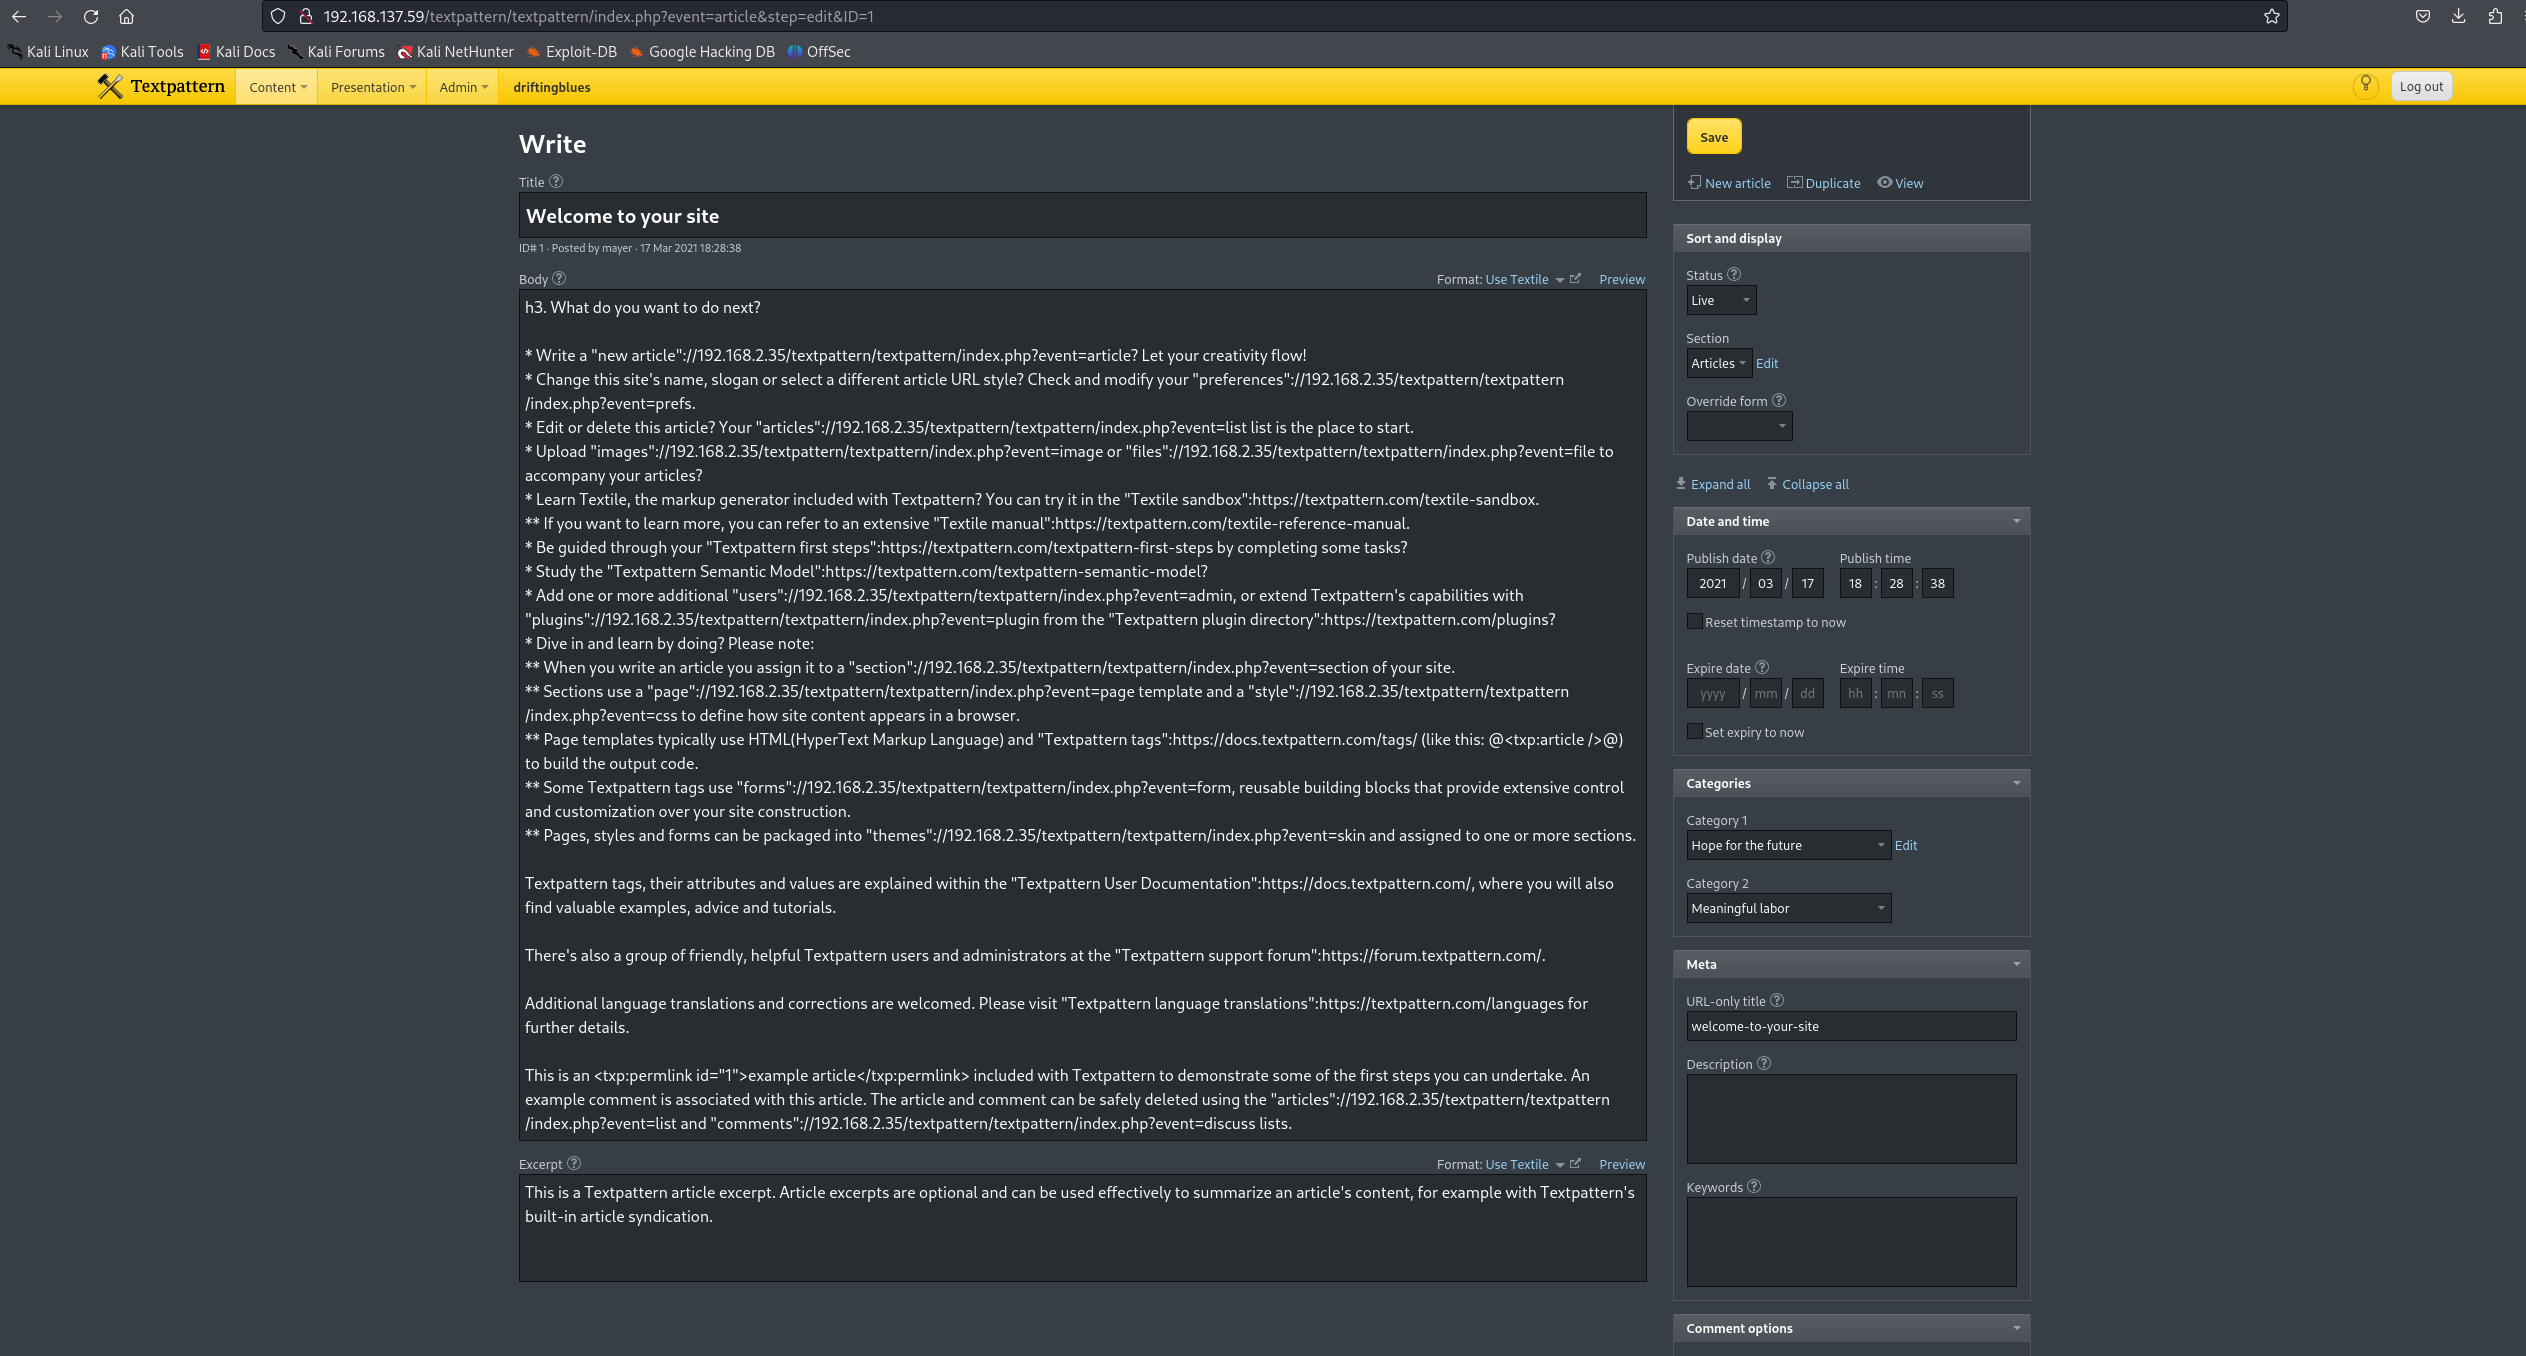 192.168.137.59/textpattern/textpattern/index.php?event=article&step=edit&ID=1
Kali Linux Kali Tools Kali Docs Kali Forums Kali NetHunter Exploit-DB Google Hacking DB OffSec
Textpattern Content Presentation Admin driftingblues Log out
Write
Title
Welcome to your site
ID# 1 · Posted by mayer · 17 Mar 2021 18:28:38
Body Format: Use Textile Preview
h3. What do you want to do next?
* Write a "new article"://192.168.2.35/textpattern/textpattern/index.php?event=article? Let your creativity flow!
* Change this site's name, slogan or select a different article URL style? Check and modify your "preferences"://192.168.2.35/textpattern/textpattern
/index.php?event=prefs.
* Edit or delete this article? Your "articles"://192.168.2.35/textpattern/textpattern/index.php?event=list list is the place to start.
* Upload "images"://192.168.2.35/textpattern/textpattern/index.php?event=image or "files"://192.168.2.35/textpattern/textpattern/index.php?event=file to
accompany your articles?
* Learn Textile, the markup generator included with Textpattern? You can try it in the "Textile sandbox":https://textpattern.com/textile-sandbox.
** If you want to learn more, you can refer to an extensive "Textile manual":https://textpattern.com/textile-reference-manual.
* Be guided through your "Textpattern first steps":https://textpattern.com/textpattern-first-steps by completing some tasks?
* Study the "Textpattern Semantic Model":https://textpattern.com/textpattern-semantic-model?
* Add one or more additional "users"://192.168.2.35/textpattern/textpattern/index.php?event=admin, or extend Textpattern's capabilities with
"plugins"://192.168.2.35/textpattern/textpattern/index.php?event=plugin from the "Textpattern plugin directory":https://textpattern.com/plugins?
* Dive in and learn by doing? Please note:
** When you write an article you assign it to a "section"://192.168.2.35/textpattern/textpattern/index.php?event=section of your site.
** Sections use a "page"://192.168.2.35/textpattern/textpattern/index.php?event=page template and a "style"://192.168.2.35/textpattern/textpattern
/index.php?event=css to define how site content appears in a browser.
** Page templates typically use HTML(HyperText Markup Language) and "Textpattern tags":https://docs.textpattern.com/tags/ (like this: @<txp:article />@)
to build the output code.
** Some Textpattern tags use "forms"://192.168.2.35/textpattern/textpattern/index.php?event=form, reusable building blocks that provide extensive control
and customization over your site construction.
** Pages, styles and forms can be packaged into "themes"://192.168.2.35/textpattern/textpattern/index.php?event=skin and assigned to one or more sections.
Textpattern tags, their attributes and values are explained within the "Textpattern User Documentation":https://docs.textpattern.com/, where you will also
find valuable examples, advice and tutorials.
There's also a group of friendly, helpful Textpattern users and administrators at the "Textpattern support forum":https://forum.textpattern.com/.
Additional language translations and corrections are welcomed. Please visit "Textpattern language translations":https://textpattern.com/languages for
further details.
This is an <txp:permlink id="1">example article</txp:permlink> included with Textpattern to demonstrate some of the first steps you can undertake. An
example comment is associated with this article. The article and comment can be safely deleted using the "articles"://192.168.2.35/textpattern/textpattern
/index.php?event=list and "comments"://192.168.2.35/textpattern/textpattern/index.php?event=discuss lists.
Excerpt Format: Use Textile Preview
This is a Textpattern article excerpt. Article excerpts are optional and can be used effectively to summarize an article's content, for example with Textpattern's
built-in article syndication.
Save
New article Duplicate View
Sort and display
Status
Live
Section
Articles Edit
Override form
Expand all Collapse all
Date and time
Publish date Publish time
2021 / 03 / 17 18 : 28 : 38
Reset timestamp to now
Expire date Expire time
yyyy / mm / dd hh : mn : ss
Set expiry to now
Categories
Category 1
Hope for the future Edit
Category 2
Meaningful labor
Meta
URL-only title
welcome-to-your-site
Description
Keywords
Comment options